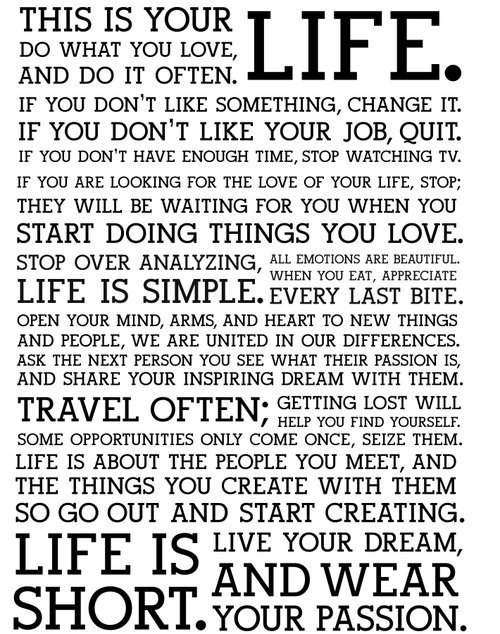 THIS IS YOUR LIFE.
DO WHAT YOU LOVE,
AND DO IT OFTEN.
IF YOU DON'T LIKE SOMETHING, CHANGE IT.
IF YOU DON'T LIKE YOUR JOB, QUIT.
IF YOU DON'T HAVE ENOUGH TIME, STOP WATCHING TV.
IF YOU ARE LOOKING FOR THE LOVE OF YOUR LIFE, STOP;
THEY WILL BE WAITING FOR YOU WHEN YOU
START DOING THINGS YOU LOVE.
STOP OVER ANALYZING,
LIFE IS SIMPLE.
ALL EMOTIONS ARE BEAUTIFUL.
WHEN YOU EAT, APPRECIATE
EVERY LAST BITE.
OPEN YOUR MIND, ARMS, AND HEART TO NEW THINGS
AND PEOPLE, WE ARE UNITED IN OUR DIFFERENCES.
ASK THE NEXT PERSON YOU SEE WHAT THEIR PASSION IS,
AND SHARE YOUR INSPIRING DREAM WITH THEM.
TRAVEL OFTEN;
GETTING LOST WILL
HELP YOU FIND YOURSELF.
SOME OPPORTUNITIES ONLY COME ONCE, SEIZE THEM.
LIFE IS ABOUT THE PEOPLE YOU MEET, AND
THE THINGS YOU CREATE WITH THEM
SO GO OUT AND START CREATING.
LIFE IS
SHORT.
LIVE YOUR DREAM,
AND WEAR
YOUR PASSION.